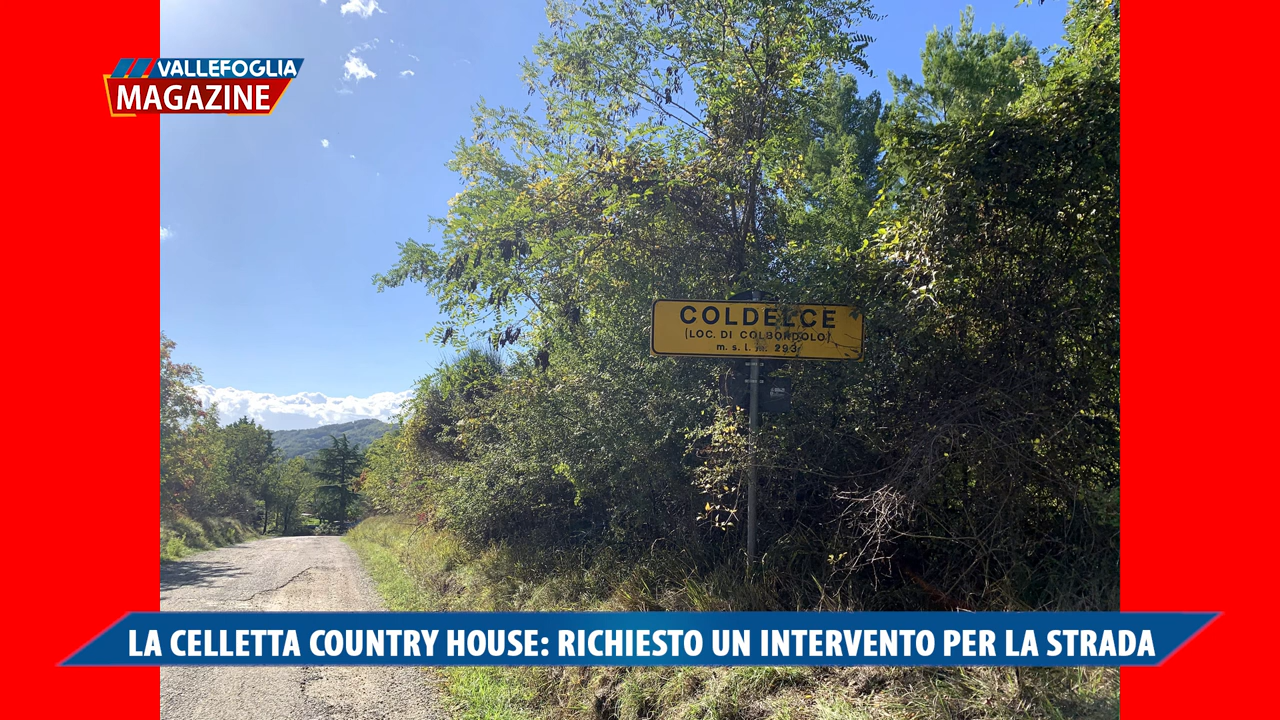 VALLEFOGLIA
MAGAZINE
COLDELCE
(LOC. DI COLBORDOLO)
m. s. l. m. 293
LA CELLETTA COUNTRY HOUSE: RICHIESTO UN INTERVENTO PER LA STRADA